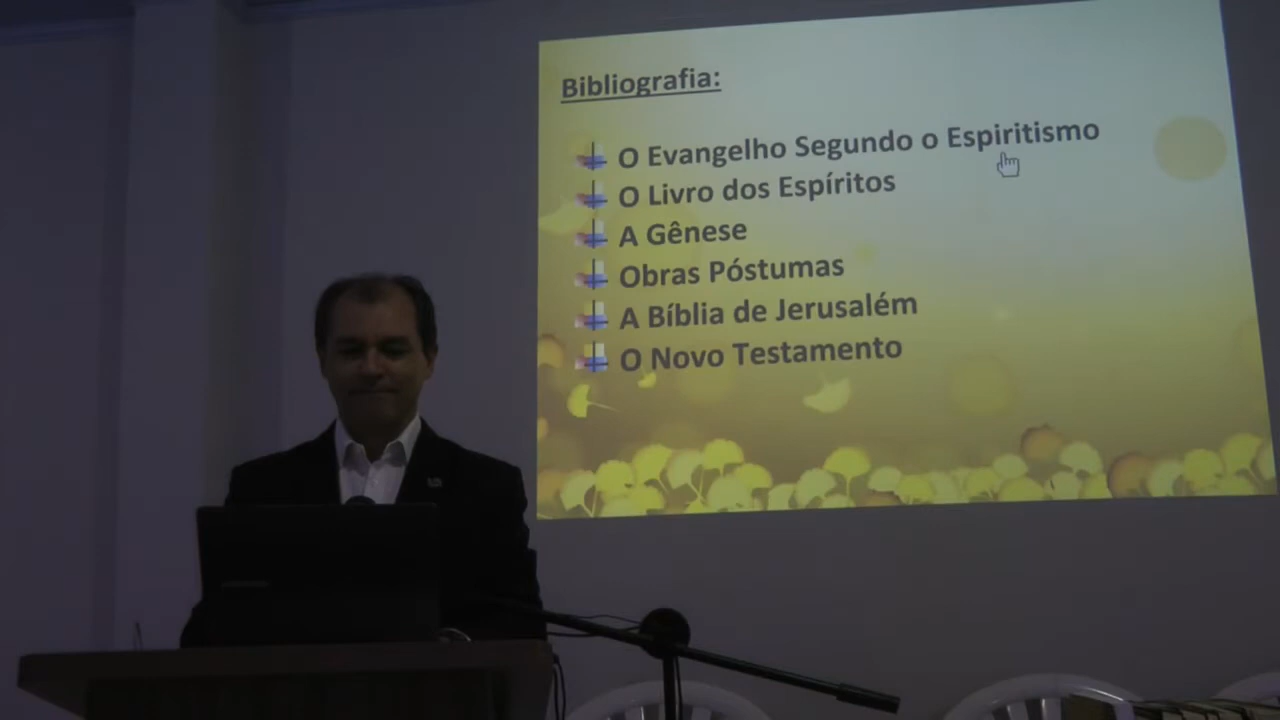 Bibliografia:
O Evangelho Segundo o Espiritismo
O Livro dos Espíritos
A Gênese
Obras Póstumas
A Bíblia de Jerusalém
O Novo Testamento